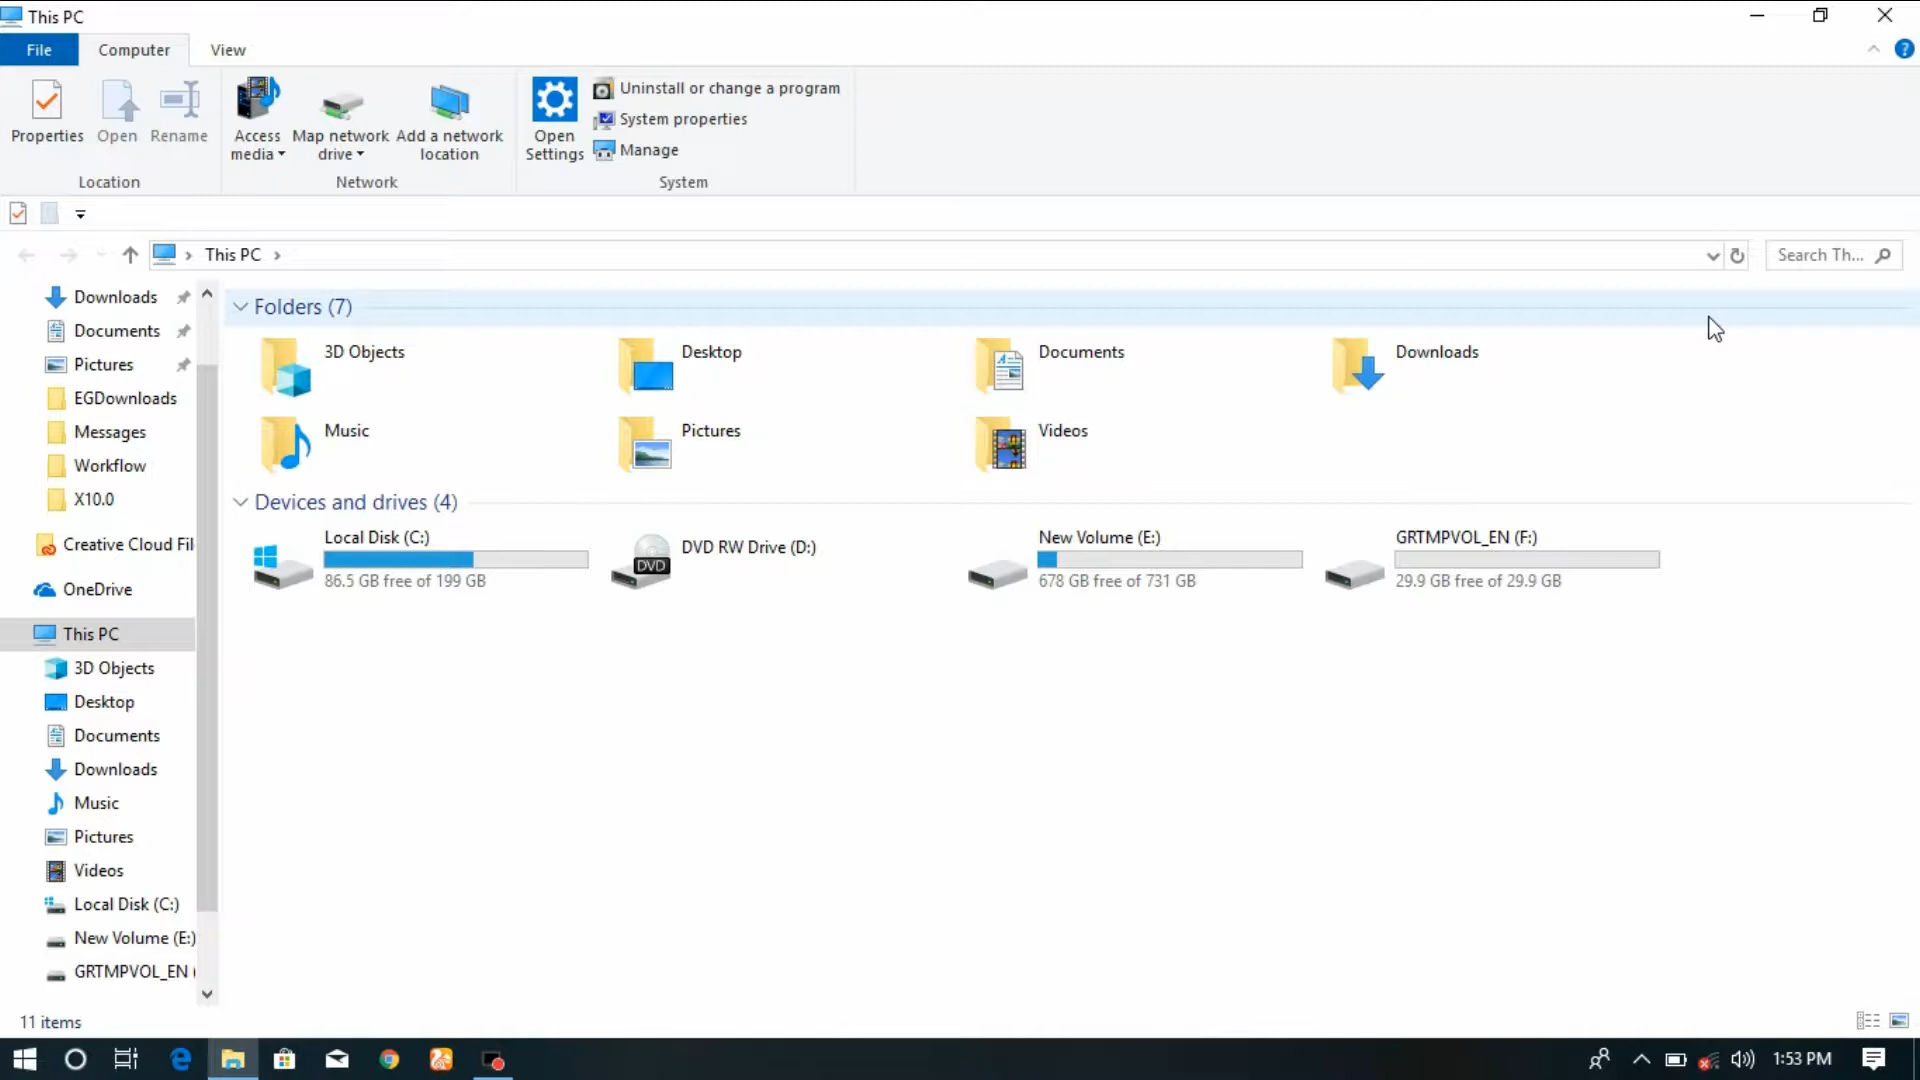 This PC
File
Computer
View
Properties
Open
Rename
Access
media
Map network
drive
Add a network
location
Open
Settings
Uninstall or change a program
System properties
Manage
Location
Network
System
This PC
Search Th...
Downloads
Documents
Pictures
EGDownloads
Messages
Workflow
X10.0
Creative Cloud Fil
OneDrive
This PC
3D Objects
Desktop
Documents
Downloads
Music
Pictures
Videos
Local Disk (C:)
New Volume (E:)
GRTMPVOL_EN (
Folders (7)
3D Objects
Desktop
Documents
Downloads
Music
Pictures
Videos
Devices and drives (4)
Local Disk (C:)
86.5 GB free of 199 GB
DVD
DVD RW Drive (D:)
New Volume (E:)
678 GB free of 731 GB
GRTMPVOL_EN (F:)
29.9 GB free of 29.9 GB
11 items
1:53 PM